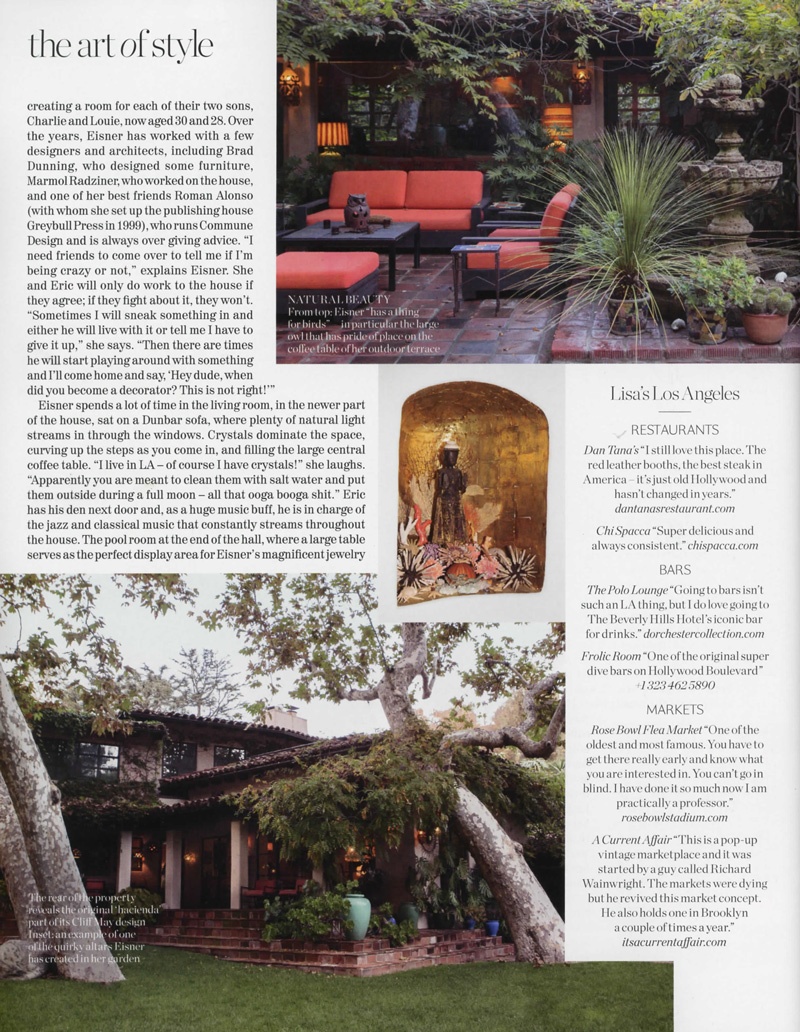 the art of style
creating a room for each of their two sons,
Charlie and Louie, now aged 30 and 28. Over
the years, Eisner has worked with a few
designers and architects, including Brad
Dunning, who designed some furniture,
Marmol Radziner, who worked on the house,
and one of her best friends Roman Alonso
(with whom she set up the publishing house
Greybull Press in 1999), who runs Commune
Design and is always over giving advice. “I
need friends to come over to tell me if I’m
being crazy or not,” explains Eisner. She
and Eric will only do work to the house if
they agree; if they fight about it, they won’t.
“Sometimes I will sneak something in and
either he will live with it or tell me I have to
give it up,” she says. “Then there are times
he will start playing around with something
and I’ll come home and say, ‘Hey dude, when
did you become a decorator? This is not right!’”
Eisner spends a lot of time in the living room, in the newer part
of the house, sat on a Dunbar sofa, where plenty of natural light
streams in through the windows. Crystals dominate the space,
curving up the steps as you come in, and filling the large central
coffee table. “I live in LA – of course I have crystals!” she laughs.
“Apparently you are meant to clean them with salt water and put
them outside during a full moon – all that ooga booga shit.” Eric
has his den next door and, as a huge music buff, he is in charge of
the jazz and classical music that constantly streams throughout
the house. The pool room at the end of the hall, where a large table
serves as the perfect display area for Eisner’s magnificent jewelry
NATURAL BEAUTY
From top: Eisner “has a thing
for birds” – in particular the large
owl that has pride of place on the
coffee table of her outdoor terrace
The rear of the property
reveals the original ‘hacienda’
part of its Cliff May design
Inset: an example of one
of the quirky altars Eisner
has created in her garden
Lisa’s Los Angeles
RESTAURANTS
Dan Tana’s “I still love this place. The
red leather booths, the best steak in
America – it’s just old Hollywood and
hasn’t changed in years.”
dantanasrestaurant.com
Chi Spacca “Super delicious and
always consistent.” chispacca.com
BARS
The Polo Lounge “Going to bars isn’t
such an LA thing, but I do love going to
The Beverly Hills Hotel’s iconic bar
for drinks.” dorchestercollection.com
Frolic Room “One of the original super
dive bars on Hollywood Boulevard”
+1 323 462 5890
MARKETS
Rose Bowl Flea Market “One of the
oldest and most famous. You have to
get there really early and know what
you are interested in. You can’t go in
blind. I have done it so much now I am
practically a professor.”
rosebowlstadium.com
A Current Affair “This is a pop-up
vintage marketplace and it was
started by a guy called Richard
Wainwright. The markets were dying
but he revived this market concept.
He also holds one in Brooklyn
a couple of times a year.”
itsacurrentaffair.com